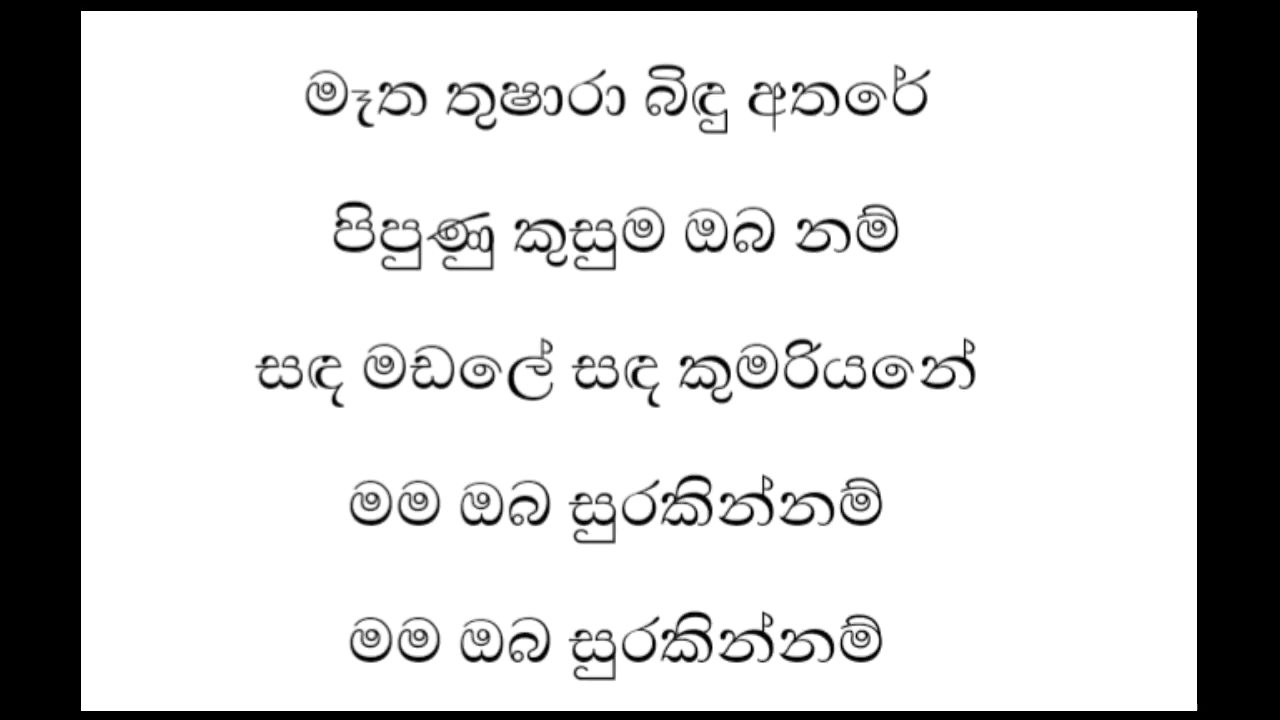 මෑත තුෂාරා බිඳු අතරේ
පිපුණු කුසුම ඔබ නම්
සඳ මඩලේ සඳ කුමරියනේ
මම ඔබ සුරකින්නම්
මම ඔබ සුරකින්නම්